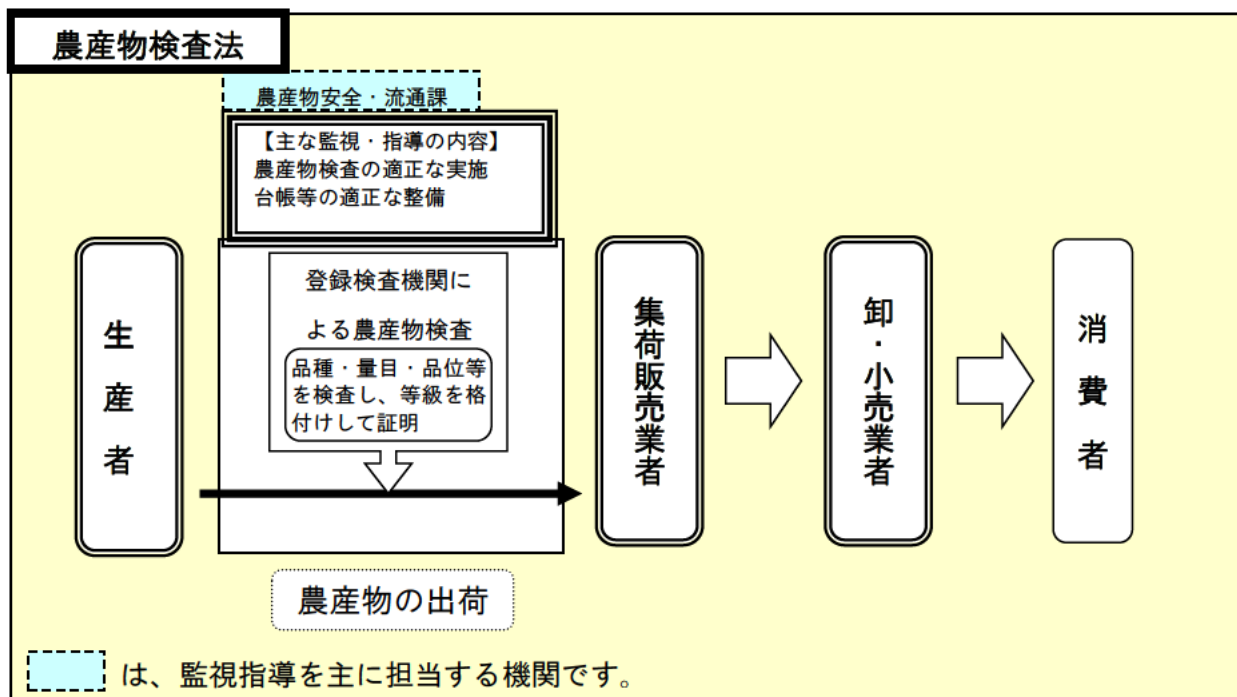 農産物検査法
農産物安全・流通課
【主な監視・指導の内容】
農産物検査の適正な実施
台帳等の適正な整備
生産者
登録検査機関に
よる農産物検査
品種・量目・品位等
を検査し、等級を格
付けして証明
集荷販売業者
卸・小売業者
消費者
農産物の出荷
は、監視指導を主に担当する機関です。